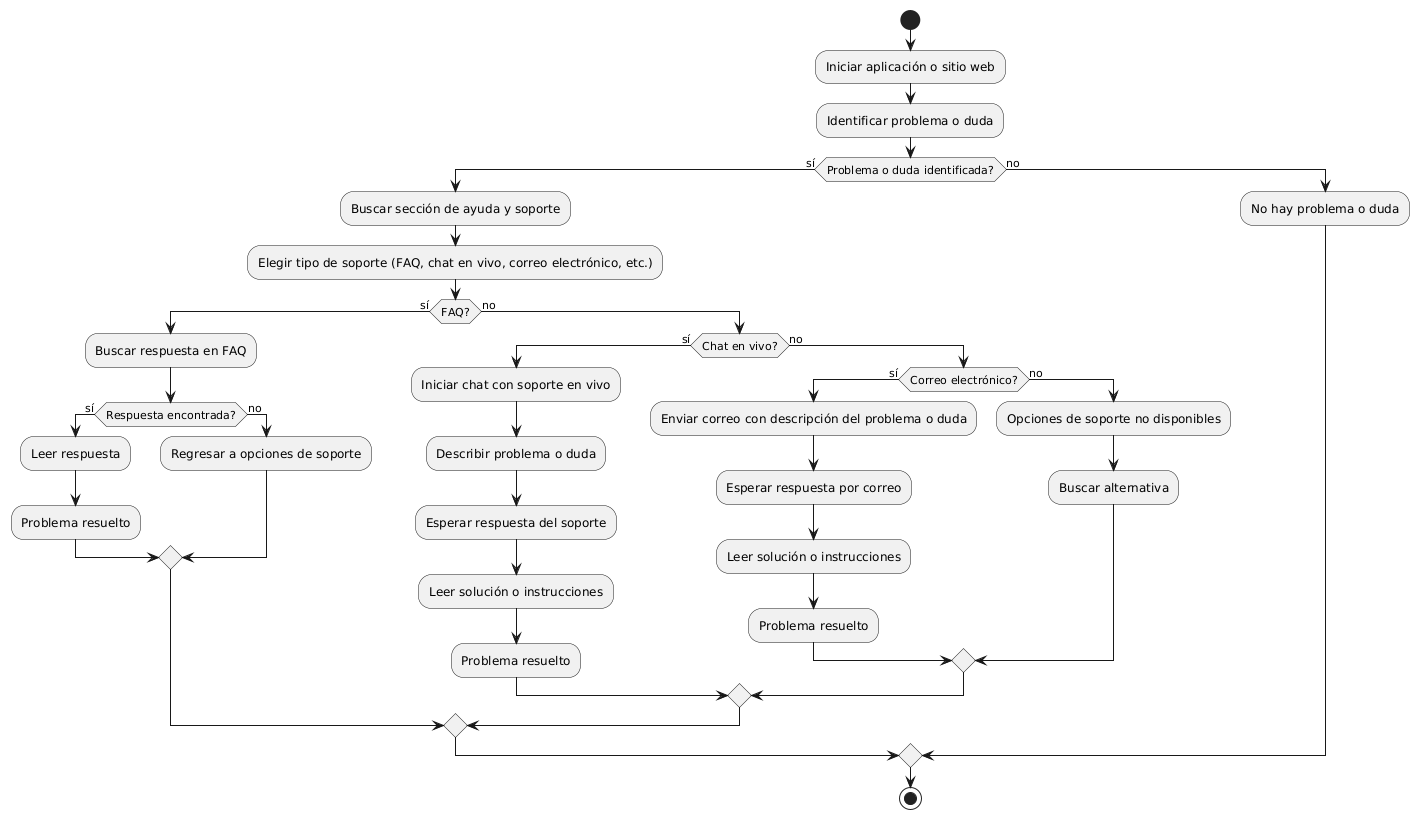 Iniciar aplicación o sitio web
Identificar problema o duda
sí
Problema o duda identificada?
no
Buscar sección de ayuda y soporte
No hay problema o duda
Elegir tipo de soporte (FAQ, chat en vivo, correo electrónico, etc.)
sí
FAQ?
no
Buscar respuesta en FAQ
sí
Respuesta encontrada?
no
Leer respuesta
Regresar a opciones de soporte
Problema resuelto
sí
Chat en vivo?
no
Iniciar chat con soporte en vivo
Describir problema o duda
Esperar respuesta del soporte
Leer solución o instrucciones
Problema resuelto
sí
Correo electrónico?
no
Enviar correo con descripción del problema o duda
Opciones de soporte no disponibles
Esperar respuesta por correo
Buscar alternativa
Leer solución o instrucciones
Problema resuelto